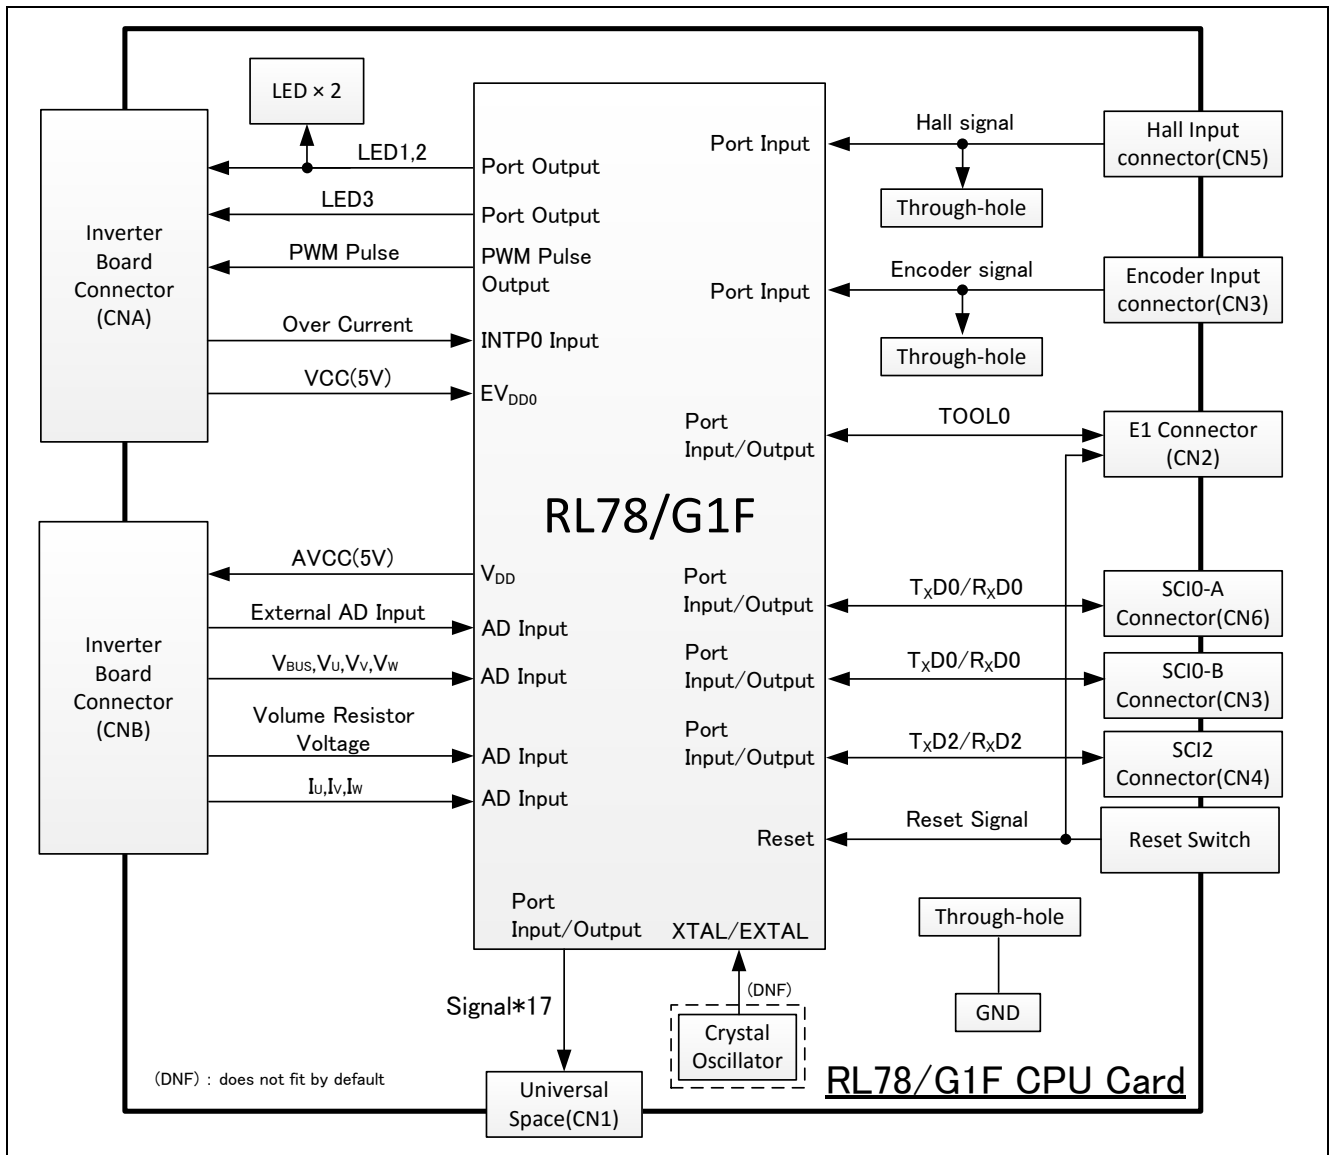 LED × 2
LED1,2
LED3
PWM Pulse
Over Current
VCC(5V)
Inverter
Board
Connector
(CNA)
Port Output
Port Output
PWM Pulse
Output
INTP0 Input
EVDD0
Port Input
Hall signal
Hall Input
connector(CN5)
Through-hole
Port Input
Encoder signal
Encoder Input
connector(CN3)
Through-hole
Port
Input/Output
TOOL0
E1 Connector
(CN2)
RL78/G1F
Inverter
Board
Connector
(CNB)
AVCC(5V)
External AD Input
VBUS,VU,VV,VW
Volume Resistor
Voltage
IU,IV,IW
VDD
AD Input
AD Input
AD Input
AD Input
Port
Input/Output
TXD0/RXD0
SCI0-A
Connector(CN6)
Port
Input/Output
TXD0/RXD0
SCI0-B
Connector(CN3)
Port
Input/Output
TXD2/RXD2
SCI2
Connector(CN4)
Reset
Reset Signal
Reset Switch
Port
Input/Output
XTAL/EXTAL
Through-hole
GND
Signal*17
(DNF)
Crystal
Oscillator
(DNF) : does not fit by default
Universal
Space(CN1)
RL78/G1F CPU Card